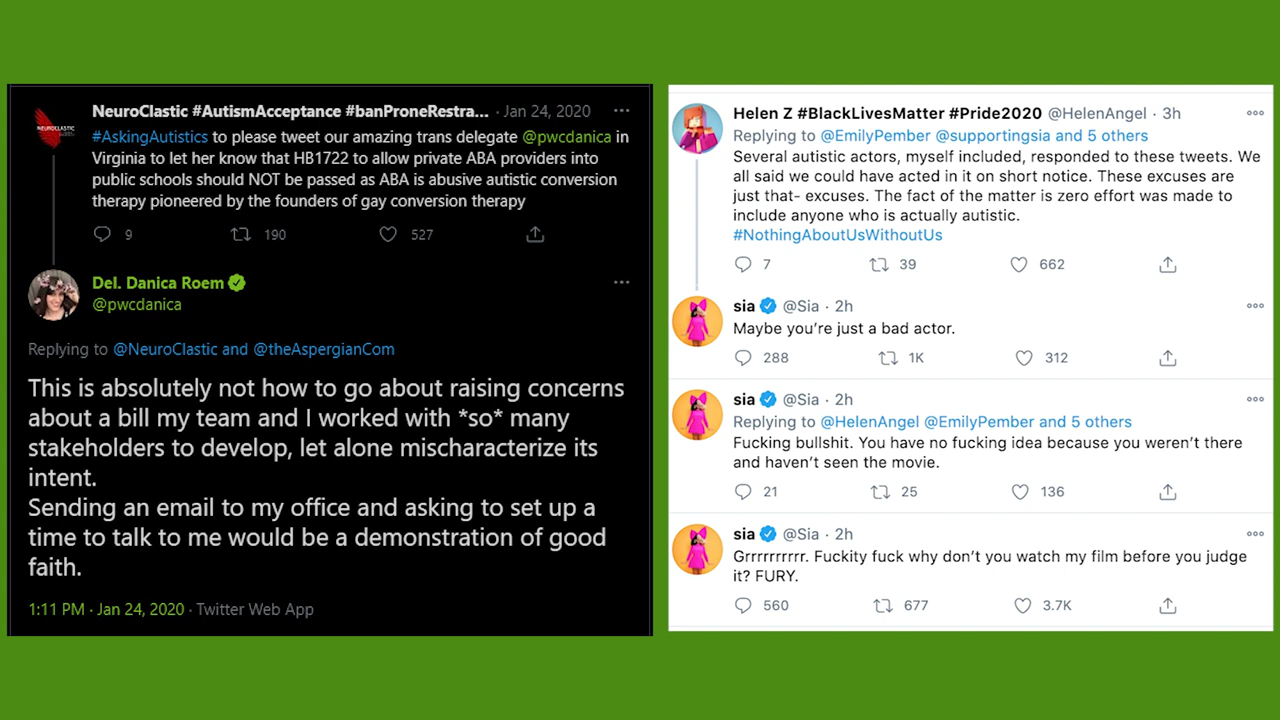 NeuroClastic #AutismAcceptance #banProneRestra... · Jan 24, 2020
#AskingAutistics to please tweet our amazing trans delegate @pwcdanica in
Virginia to let her know that HB1722 to allow private ABA providers into
public schools should NOT be passed as ABA is abusive autistic conversion
therapy pioneered by the founders of gay conversion therapy
9 190 527
Del. Danica Roem
@pwcdanica
Replying to @NeuroClastic and @theAspergianCom
This is absolutely not how to go about raising concerns
about a bill my team and I worked with *so* many
stakeholders to develop, let alone mischaracterize its
intent.
Sending an email to my office and asking to set up a
time to talk to me would be a demonstration of good
faith.
1:11 PM · Jan 24, 2020 · Twitter Web App
Helen Z #BlackLivesMatter #Pride2020 @HelenAngel · 3h
Replying to @EmilyPember @supportingsia and 5 others
Several autistic actors, myself included, responded to these tweets. We
all said we could have acted in it on short notice. These excuses are
just that- excuses. The fact of the matter is zero effort was made to
include anyone who is actually autistic.
#NothingAboutUsWithoutUs
7 39 662
sia @Sia · 2h
Maybe you’re just a bad actor.
288 1K 312
sia @Sia · 2h
Replying to @HelenAngel @EmilyPember and 5 others
Fucking bullshit. You have no fucking idea because you weren’t there
and haven’t seen the movie.
21 25 136
sia @Sia · 2h
Grrrrrrrrrr. Fuckity fuck why don’t you watch my film before you judge
it? FURY.
560 677 3.7K